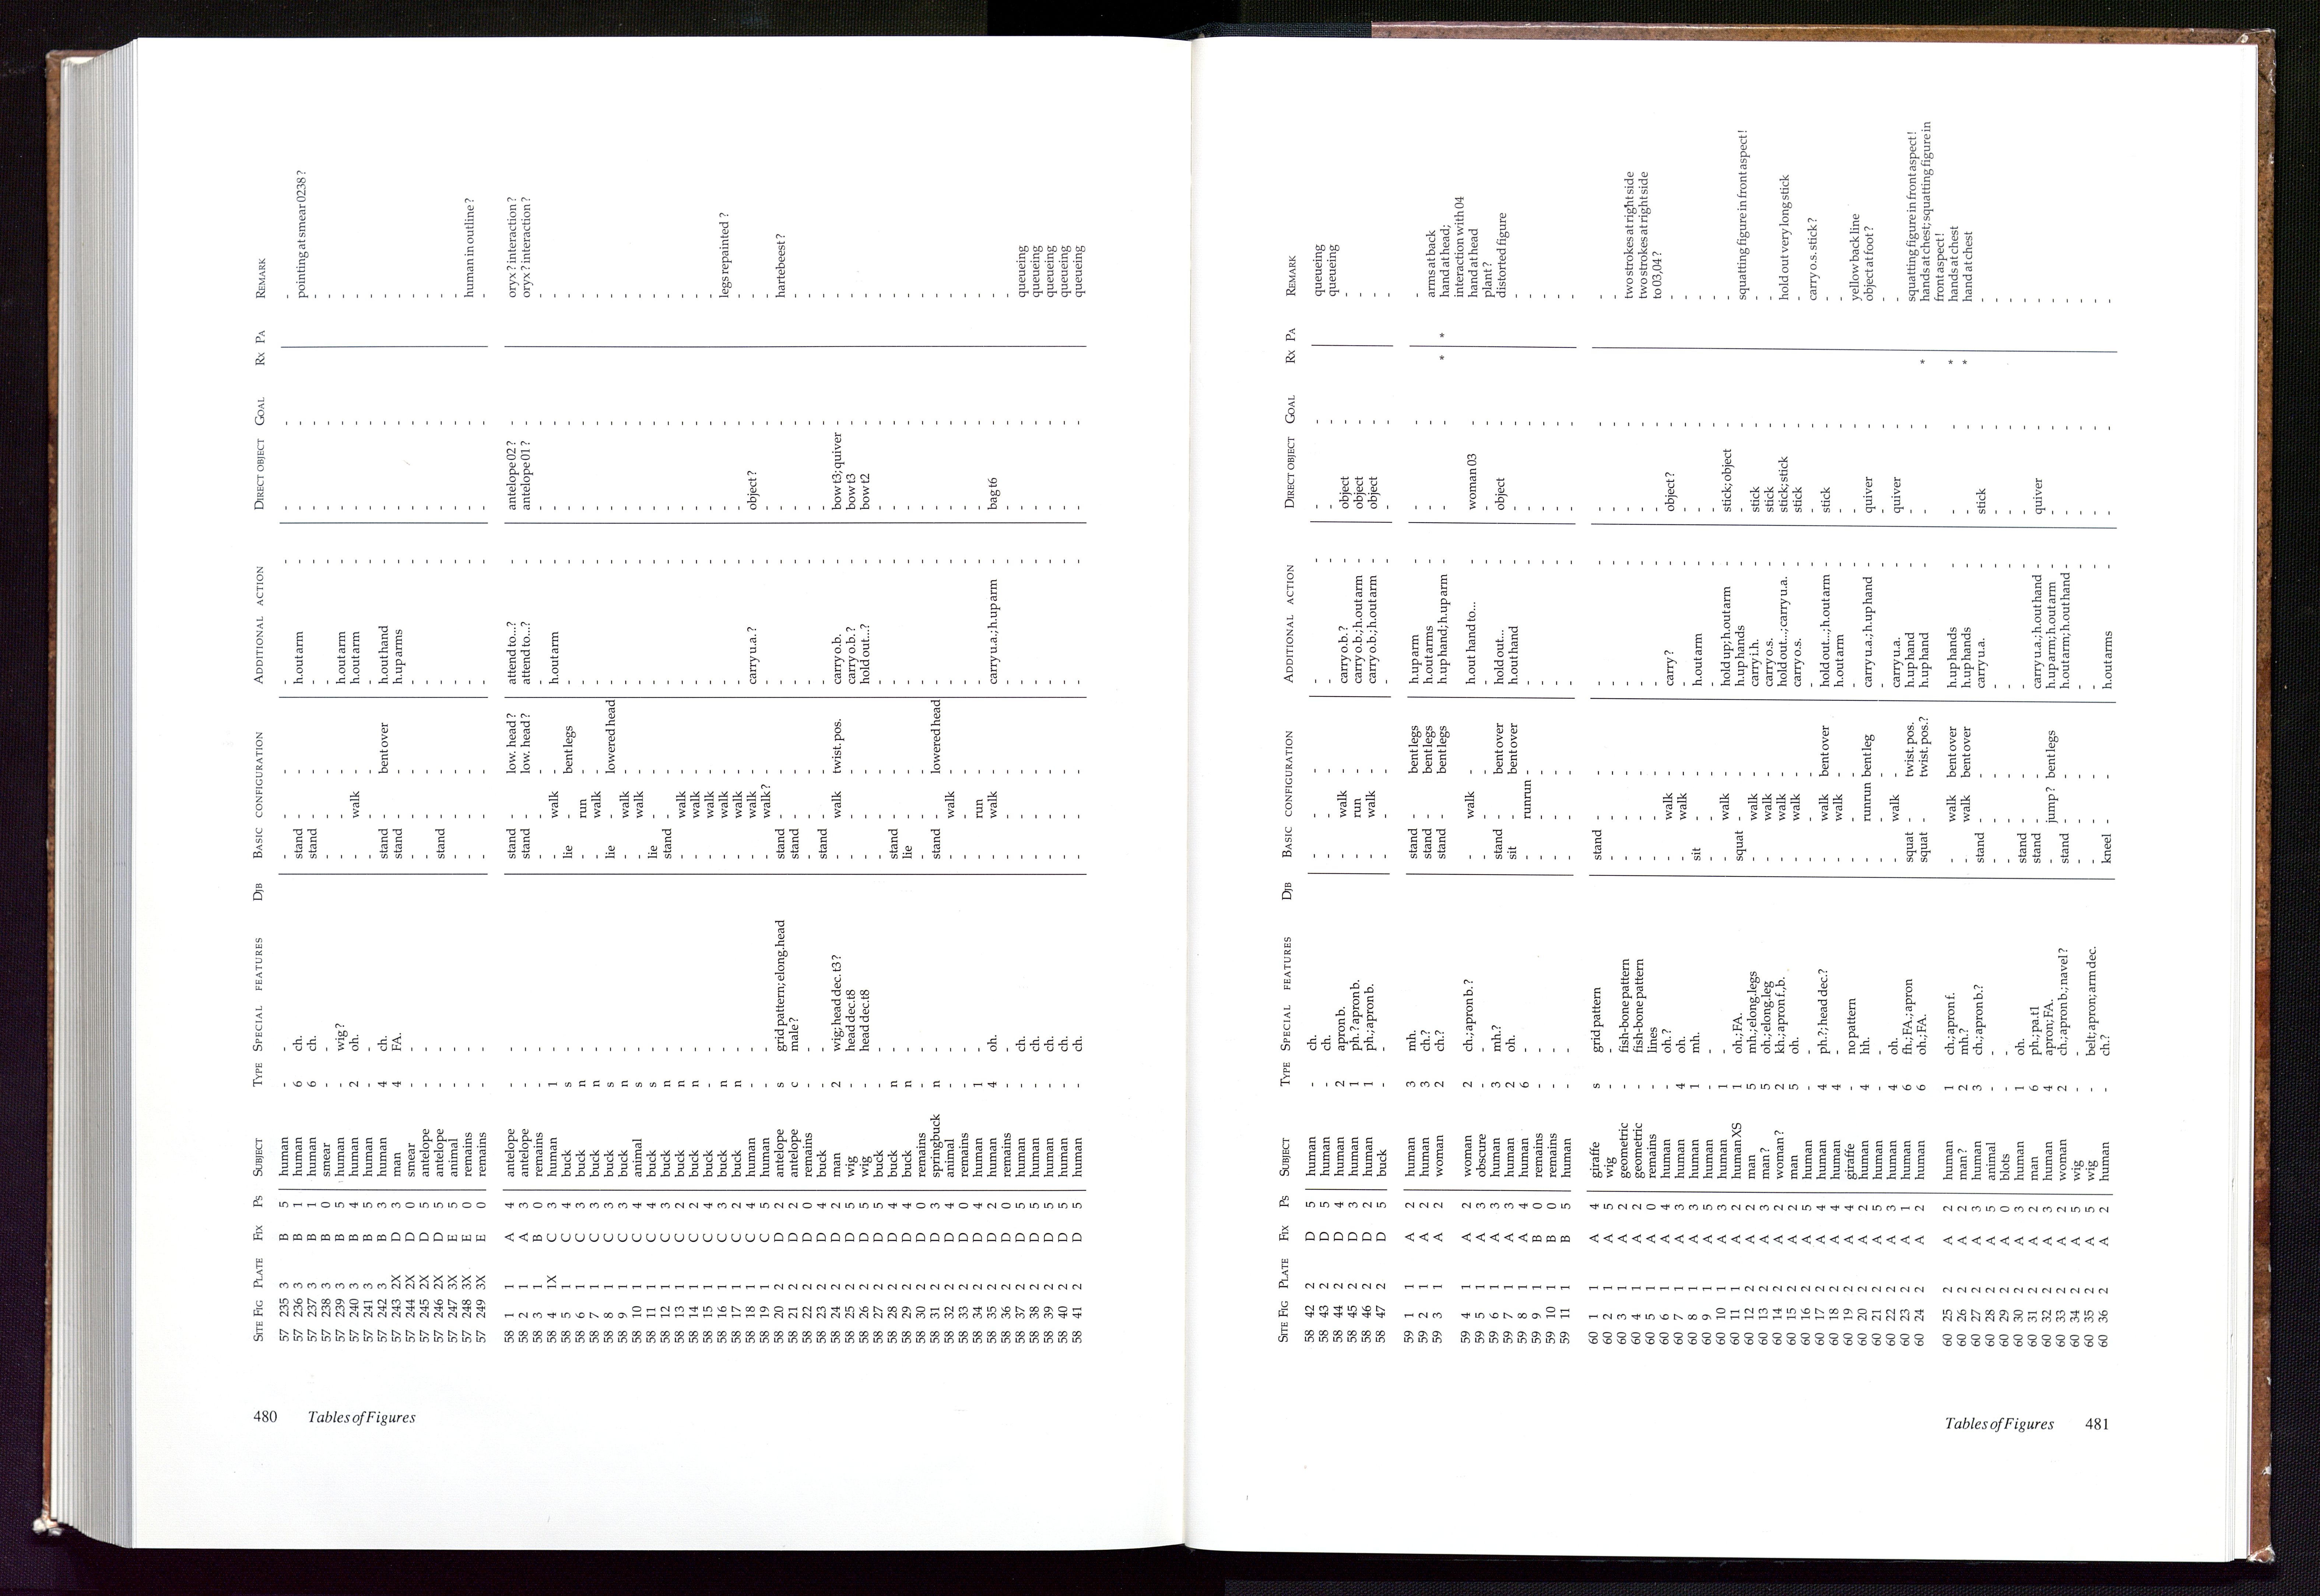 480 Tables of Figures
SITE FIG PLATE FIX PS SUBJECT TYPE SPECIAL FEATURES DJB BASIC CONFIGURATION ADDITIONAL ACTION DIRECT OBJECT GOAL RX PA REMARK
57 235 3 B 5 human - - - - - - - - - -
57 236 3 B 1 human 6 ch. stand - - h.out arm - - - pointing at smear 0238 ?
57 237 3 B 1 human 6 ch. stand - - - - - - -
57 238 3 B 0 smear - - - - - - - - - -
57 239 3 B 5 human - wig ? - - - h.out arm - - - -
57 240 3 B 4 human 2 oh. - walk - h.out arm - - - -
57 241 3 B 5 human - - - - - - - - - -
57 242 3 B 3 human 4 ch. stand - bent over h.out hand - - - -
57 243 2X D 3 man 4 FA. stand - - h.up arms - - - -
57 244 2X D 0 smear - - - - - - - - - -
57 245 2X D 5 antelope - - - - - - - - - -
57 246 2X D 5 antelope - - stand - - - - - - -
57 247 3X E 5 animal - - - - - - - - - -
57 248 3X E 0 remains - - - - - - - - - human in outline ?
57 249 3X E 0 remains - - - - - - - - - -
58 1 1 A 4 antelope - - stand - low. head ? attend to...? - antelope 02 ? - oryx ? interaction ?
58 2 1 A 3 antelope - - stand - low. head ? attend to...? - antelope 01 ? - oryx ? interaction ?
58 3 1 B 0 remains - - - - - - - - - -
58 4 1X C 3 human 1 - - walk - h.out arm - - - -
58 5 1 C 4 buck s - lie - bent legs - - - - -
58 6 1 C 3 buck n - - run - - - - - -
58 7 1 C 3 buck n - - walk - - - - - -
58 8 1 C 3 buck s - lie - lowered head - - - - -
58 9 1 C 3 buck n - - walk - - - - - -
58 10 1 C 4 animal s - - walk - - - - - -
58 11 1 C 4 buck s - lie - - - - - - -
58 12 1 C 3 buck n - stand - - - - - - -
58 13 1 C 2 buck n - - walk - - - - - -
58 14 1 C 2 buck n - - walk - - - - - -
58 15 1 C 4 buck - - - walk - - - - - -
58 16 1 C 3 buck n - - walk - - - - - legs repainted ?
58 17 1 C 2 buck n - - walk - - - - - -
58 18 1 C 4 human - - - walk - carry u.a. ? - object ? - -
58 19 1 C 5 human - - - walk ? - - - - - -
58 20 2 D 2 antelope s grid pattern; elong.head stand - - - - - - hartebeest ?
58 21 2 D 2 antelope c male ? stand - - - - - - -
58 22 2 D 0 remains - - - - - - - - - -
58 23 2 D 4 buck - - stand - - - - - - -
58 24 2 D 2 man 2 wig; head dec. t3 ? - walk twist. pos. carry o.b. - bow t3; quiver - -
58 25 2 D 5 wig - head dec.t8 - - - carry o.b. ? - bow t3 - -
58 26 2 D 5 wig - head dec.t8 - - - hold out...? - bow t2 - -
58 27 2 D 5 buck - - - - - - - - - -
58 28 2 D 4 buck n - stand - - - - - - -
58 29 2 D 4 buck n - lie - - - - - - -
58 30 2 D 0 remains - - - - - - - - - -
58 31 2 D 3 springbuck n - stand - lowered head - - - - -
58 32 2 D 4 animal - - - walk - - - - - -
58 33 2 D 0 remains - - - - - - - - - -
58 34 2 D 4 human 1 - - run - - - - - -
58 35 2 D 2 human 4 oh. - walk - carry u.a.; h.up arm - bag t6 - -
58 36 2 D 0 remains - - - - - - - - - -
58 37 2 D 5 human - ch. - - - - - - - queueing
58 38 2 D 5 human - ch. - - - - - - - queueing
58 39 2 D 5 human - ch. - - - - - - - queueing
58 40 2 D 5 human - ch. - - - - - - - queueing
58 41 2 D 5 human - ch. - - - - - - - queueing
Tables of Figures 481
SITE FIG PLATE FIX PS SUBJECT TYPE SPECIAL FEATURES DJB BASIC CONFIGURATION ADDITIONAL ACTION DIRECT OBJECT GOAL RX PA REMARK
58 42 2 D 5 human - ch. - - - - - - - queueing
58 43 2 D 5 human - ch. - - - - - - - queueing
58 44 2 D 4 human 2 apron b. - walk - carry o.b. ? - object - -
58 45 2 D 3 human 1 ph. ? apron b. - run - carry o.b.; h.out arm - object - -
58 46 2 D 2 human 1 ph.; apron b. - walk - carry o.b.; h.out arm - object - -
58 47 2 D 5 buck - - - - - - - - - -
59 1 1 A 2 human 3 mh. stand - bent legs h.up arm - - - -
59 2 1 A 2 human 3 ch.? stand - bent legs h.out arms - - - arms at back
59 3 1 A 2 woman 2 ch.? stand - bent legs h.up hand; h.up arm - - - * * hand at head;
interaction with 04
59 4 1 A 2 woman 2 ch.; apron b. ? - walk - h.out hand to... - woman 03 - hand at head
59 5 1 A 3 obscure - - - - - - - - - plant ?
59 6 1 A 3 human 3 mh.? stand - bent over hold out... - object - distorted figure
59 7 1 A 3 human 2 oh. sit - bent over h.out hand - - - -
59 8 1 A 4 human 6 - - runrun - - - - - -
59 9 1 B 0 remains - - - - - - - - - -
59 10 1 B 0 remains - - - - - - - - - -
59 11 1 B 5 human - - - - - - - - - -
60 1 1 A 4 giraffe s grid pattern stand - - - - - - -
60 2 1 A 5 wig - - - - - - - - - -
60 3 1 A 2 geometric - fish-bone pattern - - - - - - - two strokes at right side
60 4 1 A 2 geometric - fish-bone pattern - - - - - - - two strokes at right side
60 5 1 A 0 remains - lines - - - - - - - to 03,04 ?
60 6 1 A 4 human - oh.? - walk - carry ? - object ? - -
60 7 1 A 3 human 4 oh. - walk - - - - - -
60 8 1 A 3 human 1 mh. sit - - h.out arm - - - -
60 9 1 A 5 human - - - - - - - - - -
60 10 1 A 3 human 1 - - walk - hold up; h.out arm - stick; object - -
60 11 1 A 2 human XS 1 oh.; FA. squat - - h.up hands - - - squatting figure in front aspect !
60 12 2 A 2 man 5 mh.; elong.legs - walk - carry i.h. - stick - -
60 13 2 A 3 man ? 5 oh.; elong.leg - walk - carry o.s. - stick - -
60 14 2 A 2 woman ? 2 kh.; apron f.,b. - walk - hold out...; carry u.a. - stick; stick - hold out very long stick
60 15 2 A 2 man 5 oh. - walk - carry o.s. - stick - -
60 16 2 A 5 human - - - - - - - - - carry o.s. stick ?
60 17 2 A 4 human 4 ph.?; head dec.? - walk bent over hold out...; h.out arm - stick - -
60 18 2 A 4 human 4 - - walk - h.out arm - - - -
60 19 2 A 4 giraffe - no pattern - - - - - - - yellow back line
60 20 2 A 2 human 4 hh. - runrun bent leg carry u.a.; h.up hand - quiver - object at foot ?
60 21 2 A 5 human - - - - - - - - - -
60 22 2 A 3 human 4 oh. - walk - carry u.a. - quiver - -
60 23 2 A 1 human 6 fh.; FA.; apron squat - twist. pos. h.up hand - - - squatting figure in front aspect !
60 24 2 A 2 human 6 oh.; FA. squat - twist. pos. ? h.up hand - - - * hands at chest; squatting figure in
front aspect !
60 25 2 A 2 human 1 ch.; apron f. - walk bent over h.up hands - - - * hands at chest
60 26 2 A 2 man ? 2 mh.? - walk bent over h.up hands - - - * hand at chest
60 27 2 A 3 human 3 ch.; apron b.? stand - - carry u.a. - stick - -
60 28 2 A 5 animal - - - - - - - - - -
60 29 2 A 0 blots - - - - - - - - - -
60 30 2 A 3 human 1 oh. stand - - - - - - -
60 31 2 A 2 man 6 ph.; pa.t1 stand - - carry u.a.; h.out hand - quiver - -
60 32 2 A 3 human 4 apron; FA. - jump ? bent legs h.up arm; h.out arm - - - -
60 33 2 A 2 woman 2 ch.; apron b.; navel ? stand - - h.out arm; h.out hand - - - -
60 34 2 A 5 wig - - - - - - - - - -
60 35 2 A 5 wig - belt; apron; arm dec. - - - - - - - -
60 36 2 A 2 human - ch.? kneel - - h.out arms - - - -